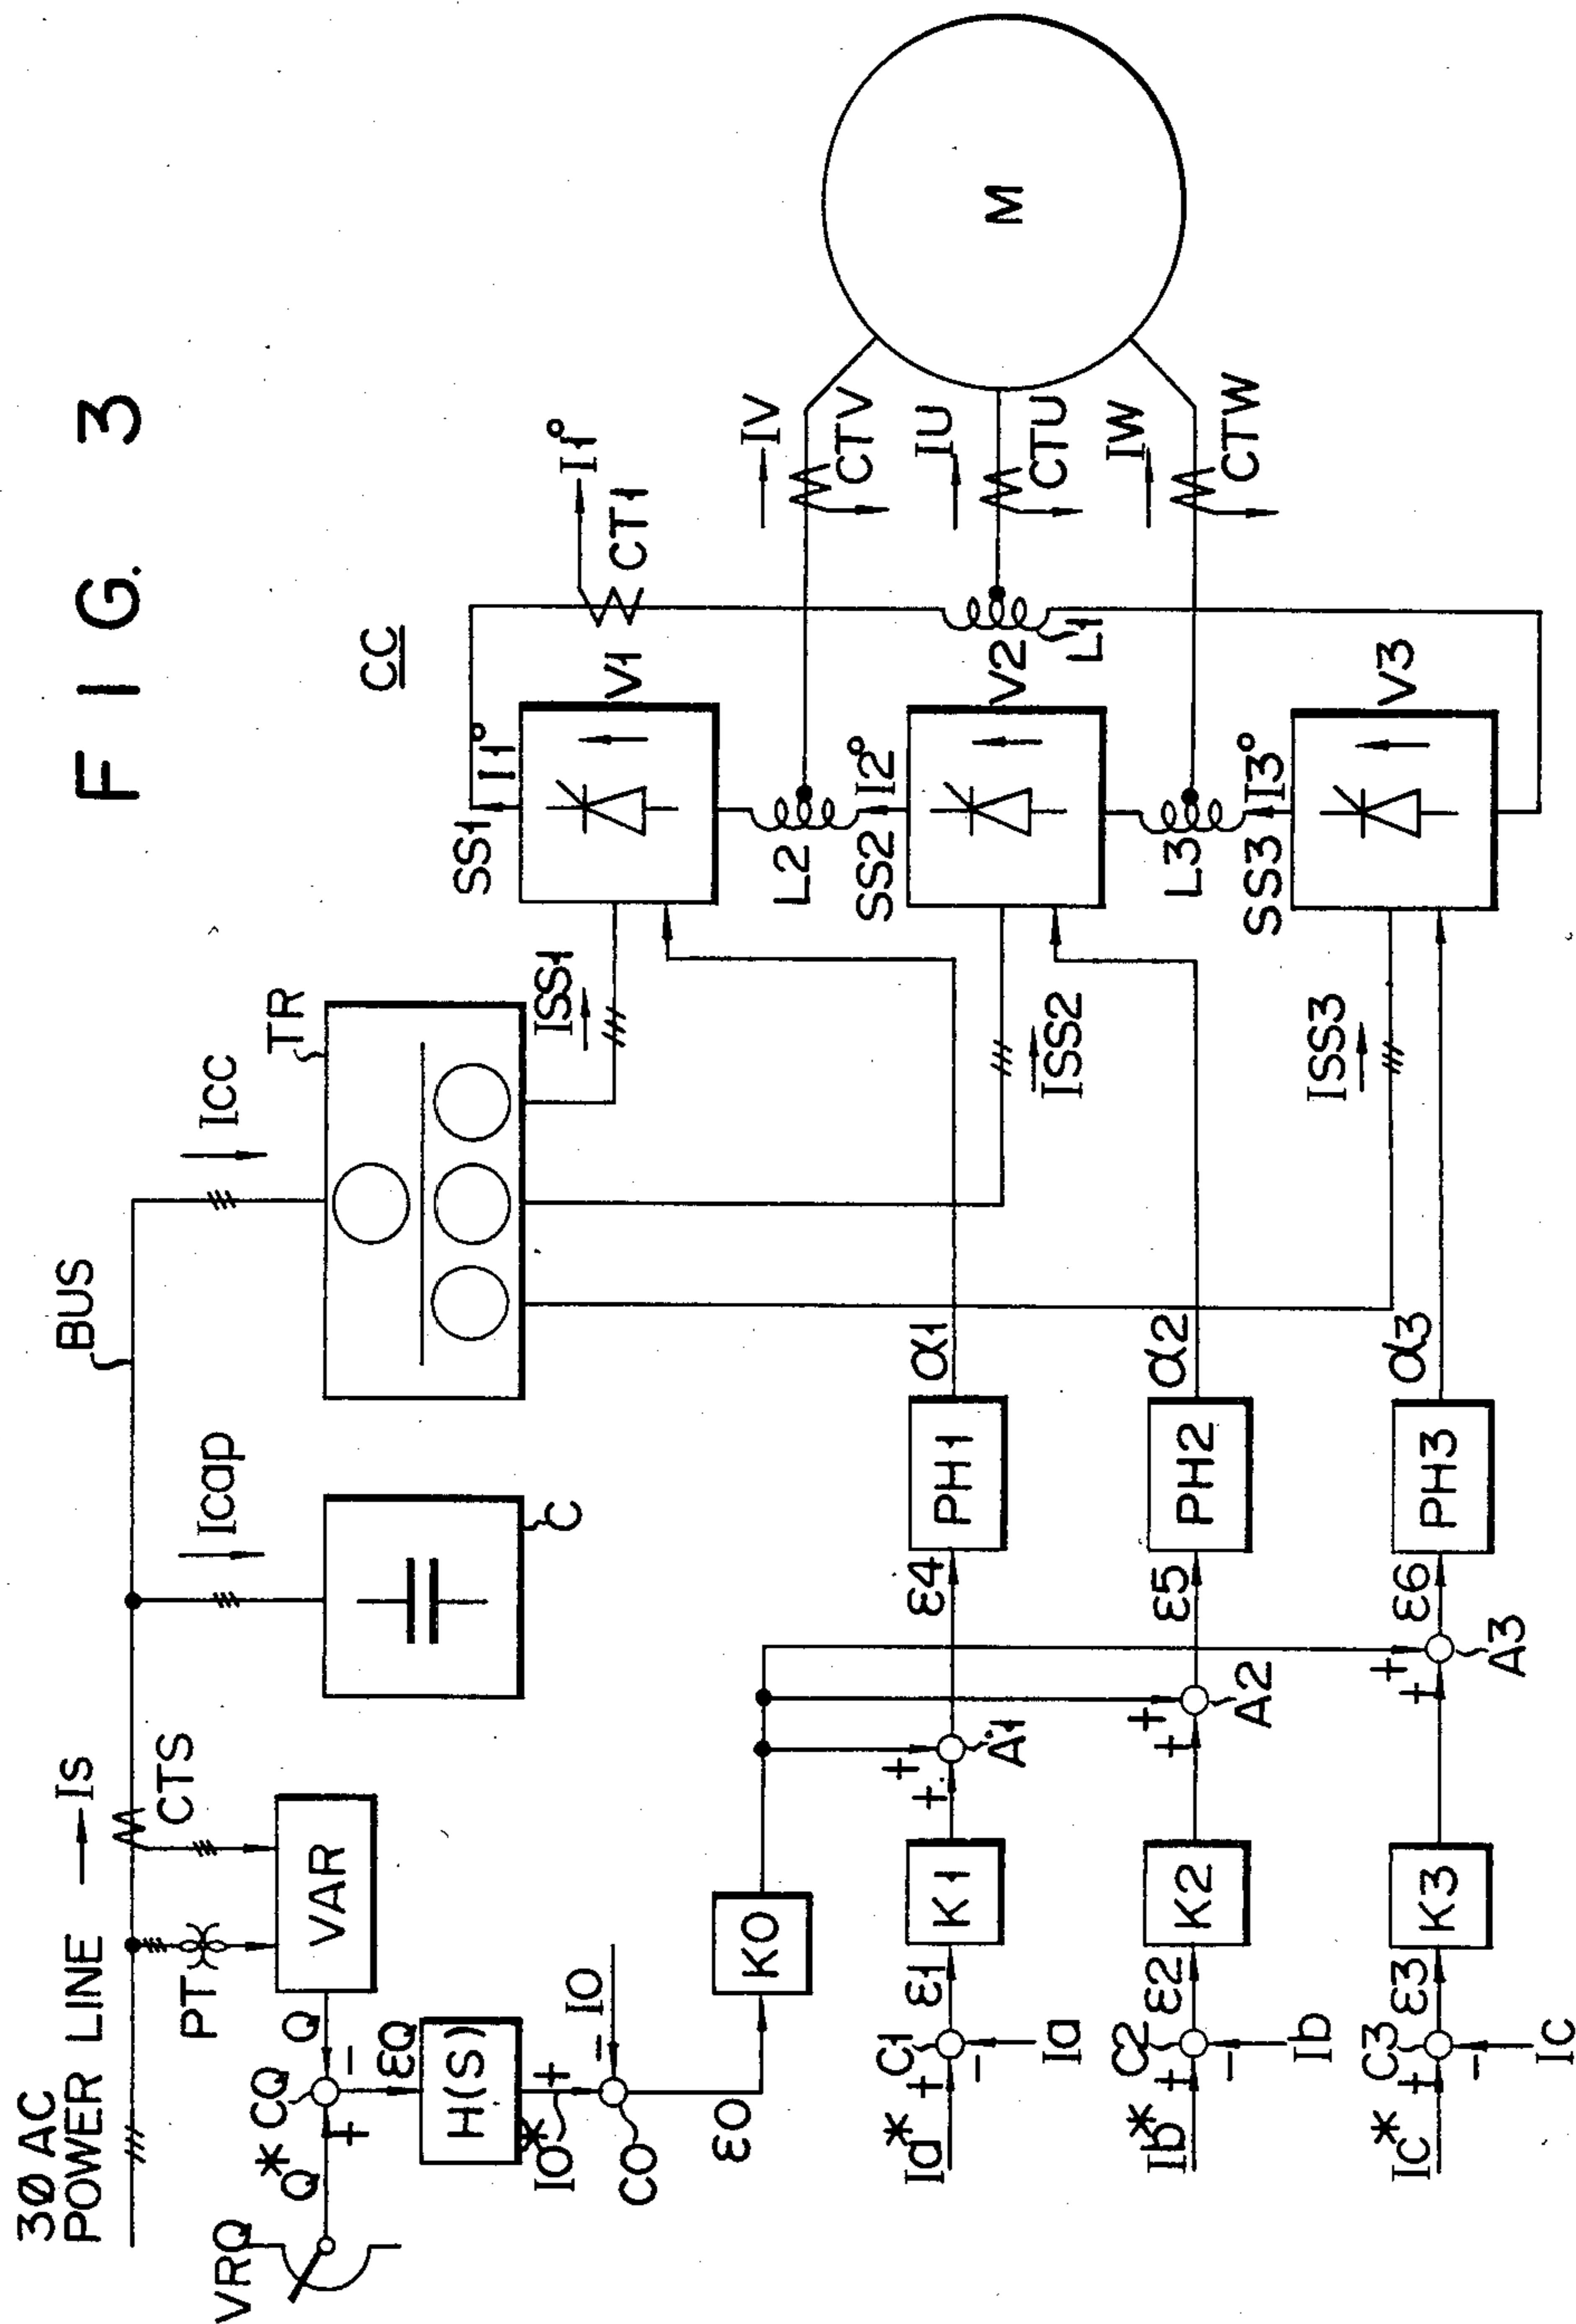 FIG. 3
3Ø AC
POWER LINE
Is
CTS
PT
VAR
Q
VRQ
Q*
CQ
εQ
H(S)
IO*
IO
CO
εO
KO
BUS
Icap
C
Icc
TR
CC
ISS1
ISS2
ISS3
SS1
I1°
V1
CT1
I1°
L2
SS2
I2°
V2
L1
L3
SS3
I3°
V3
IV
CTV
IU
CTU
IW
CTW
M
Ia*
C1
Ia
ε1
K1
A1
ε4
PH1
α1
Ib*
C2
Ib
ε2
K2
A2
ε5
PH2
α2
Ic*
C3
Ic
ε3
K3
A3
ε6
PH3
α3